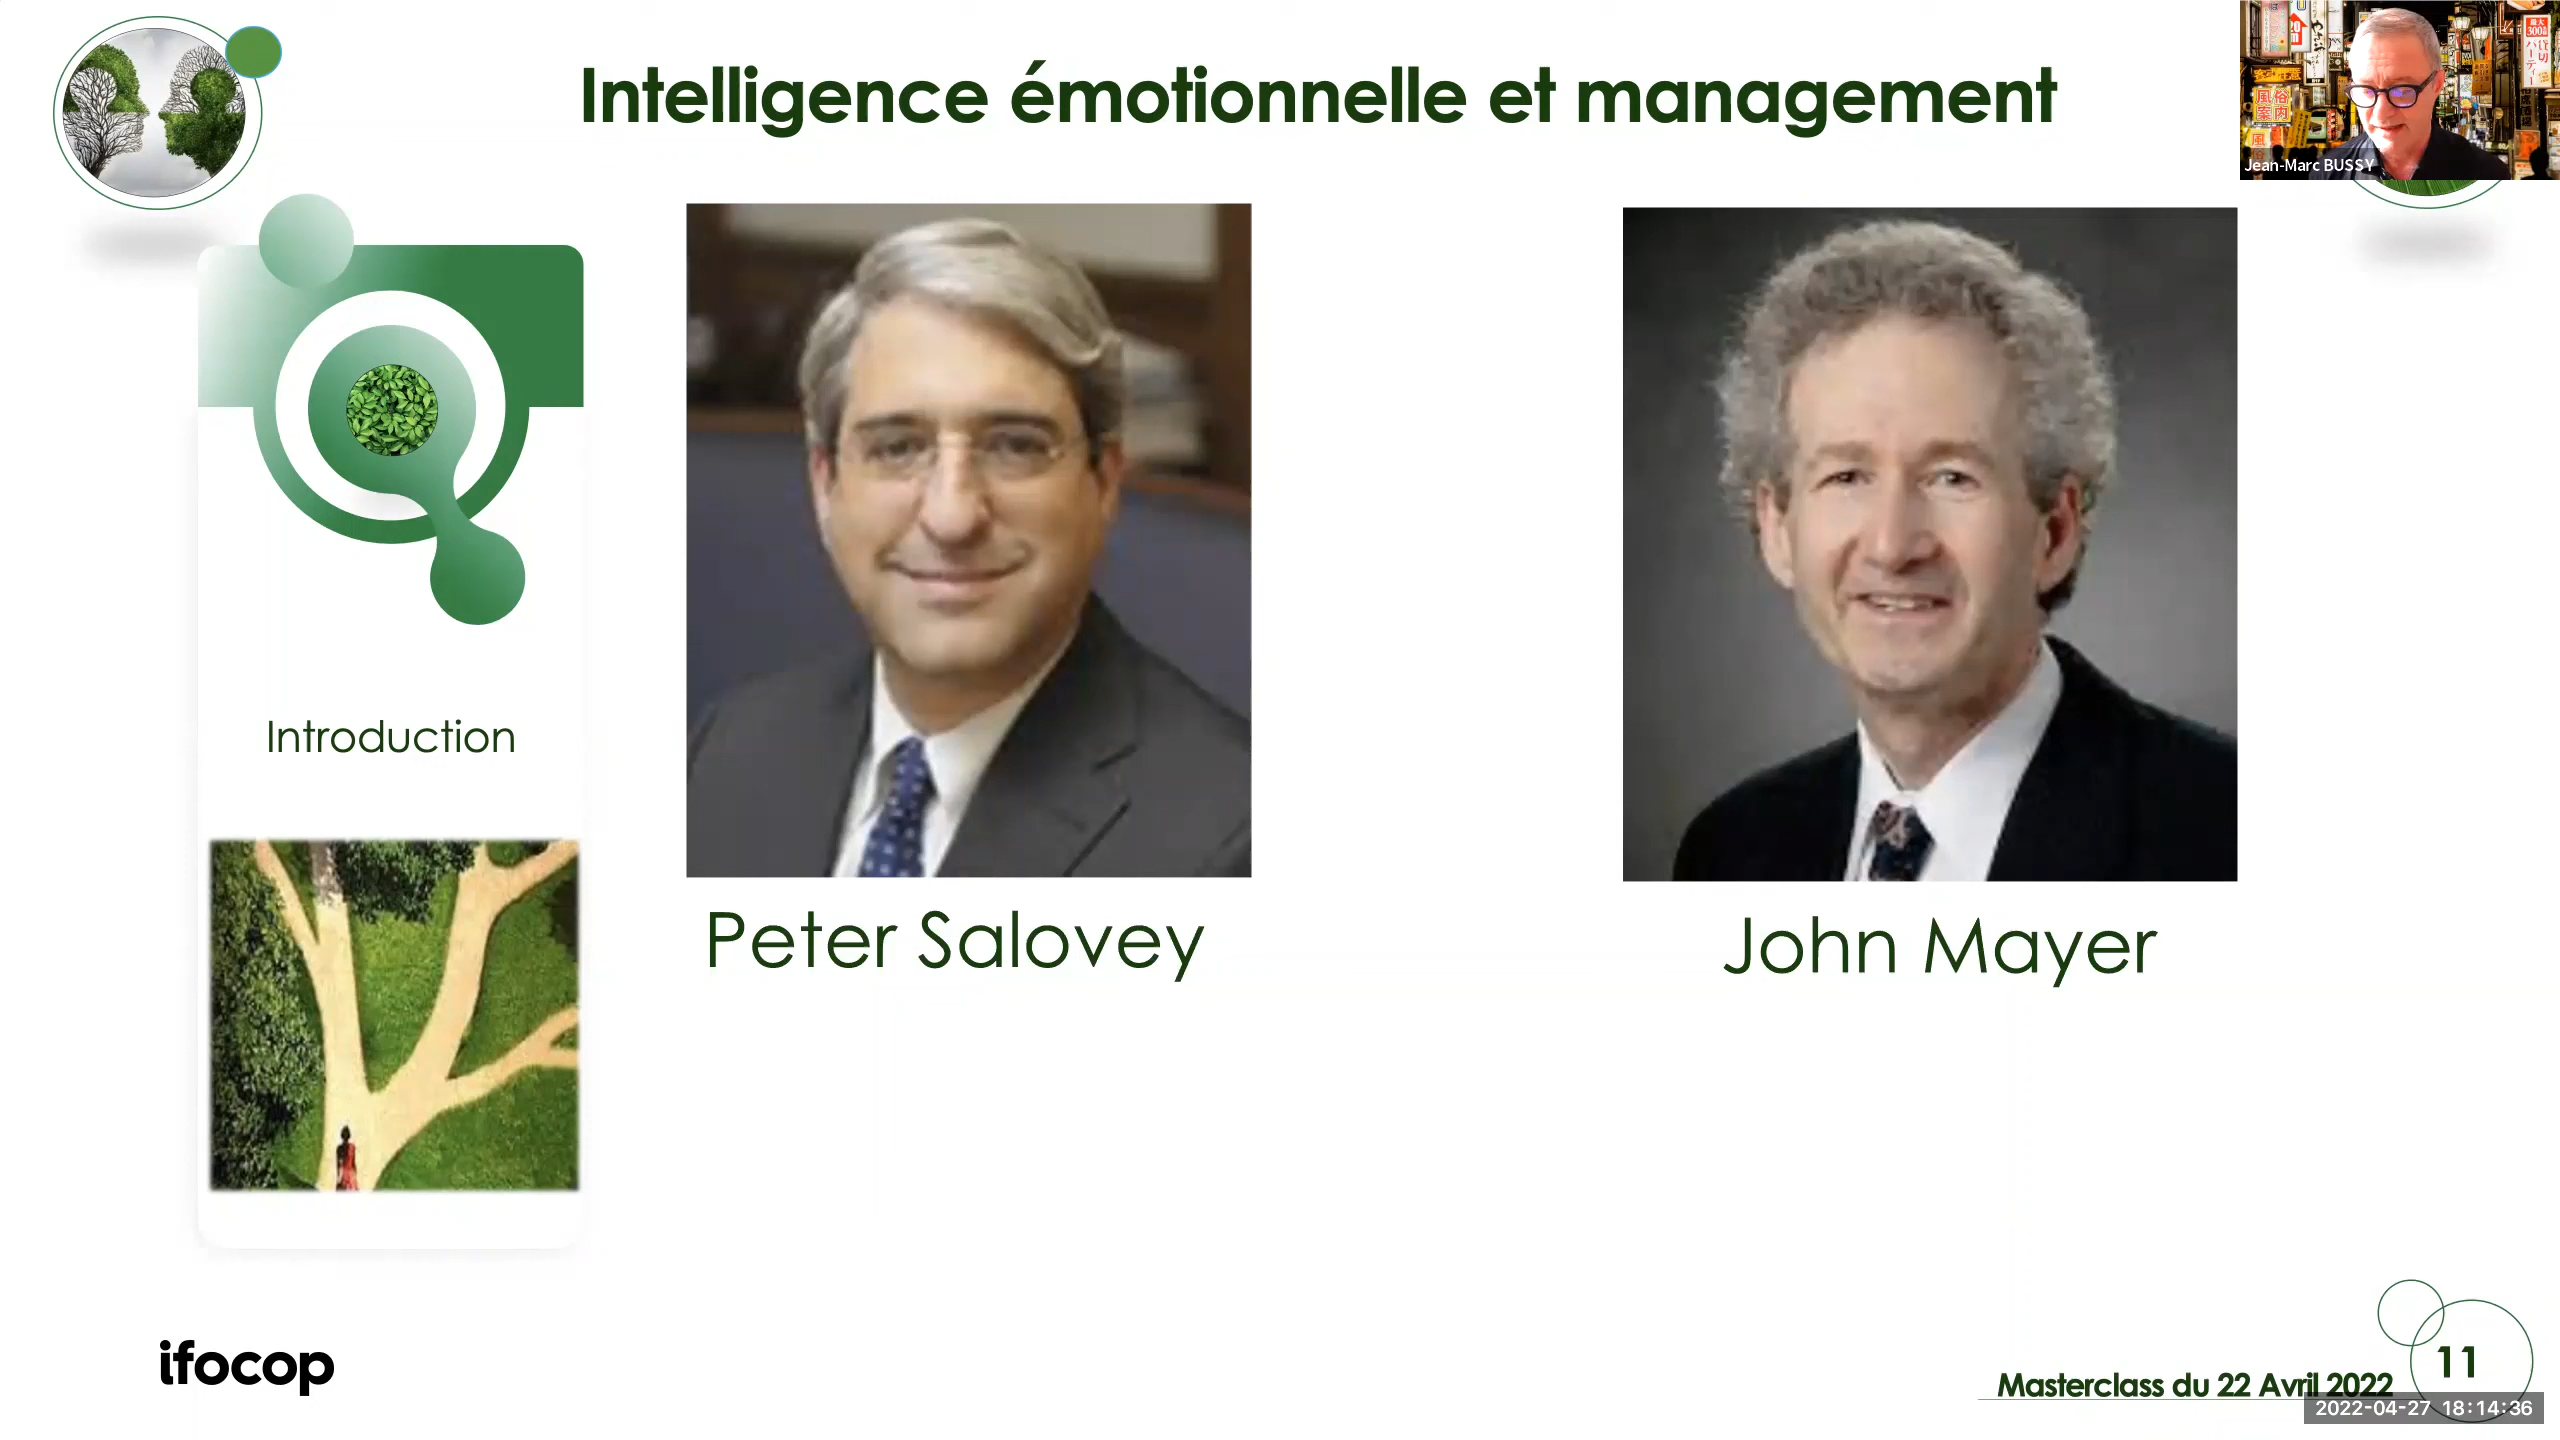 Intelligence émotionnelle et management
Jean-Marc BUSSY
Introduction
Peter Salovey
John Mayer
ifocop
Masterclass du 22 Avril 2022
11
2022-04-27 18:14:36